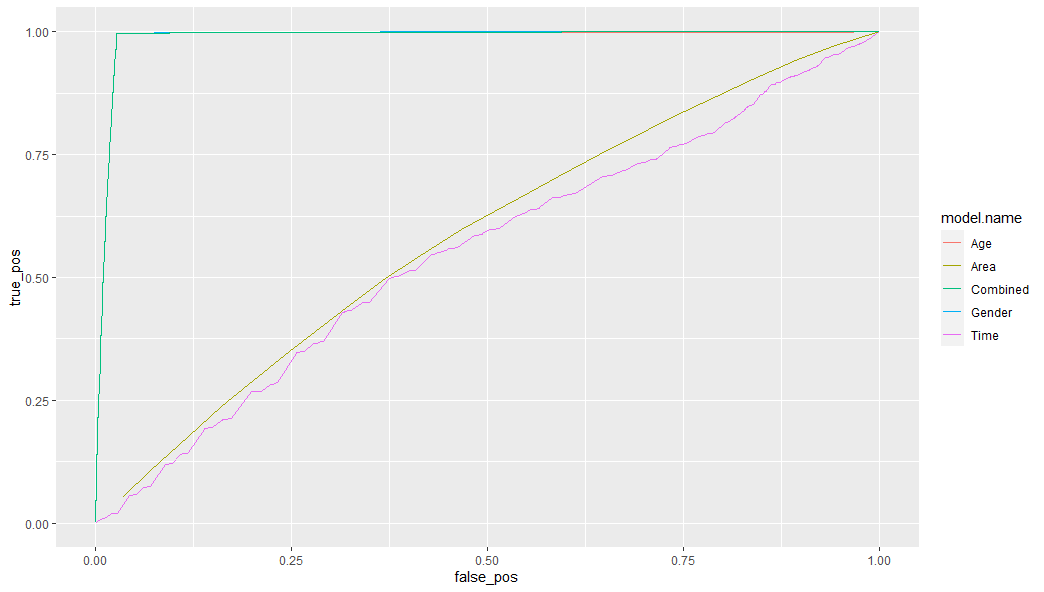 1.00
0.75
0.50
0.25
0.00
true_pos
0.00 0.25 0.50 0.75 1.00
false_pos
model.name
Age
Area
Combined
Gender
Time